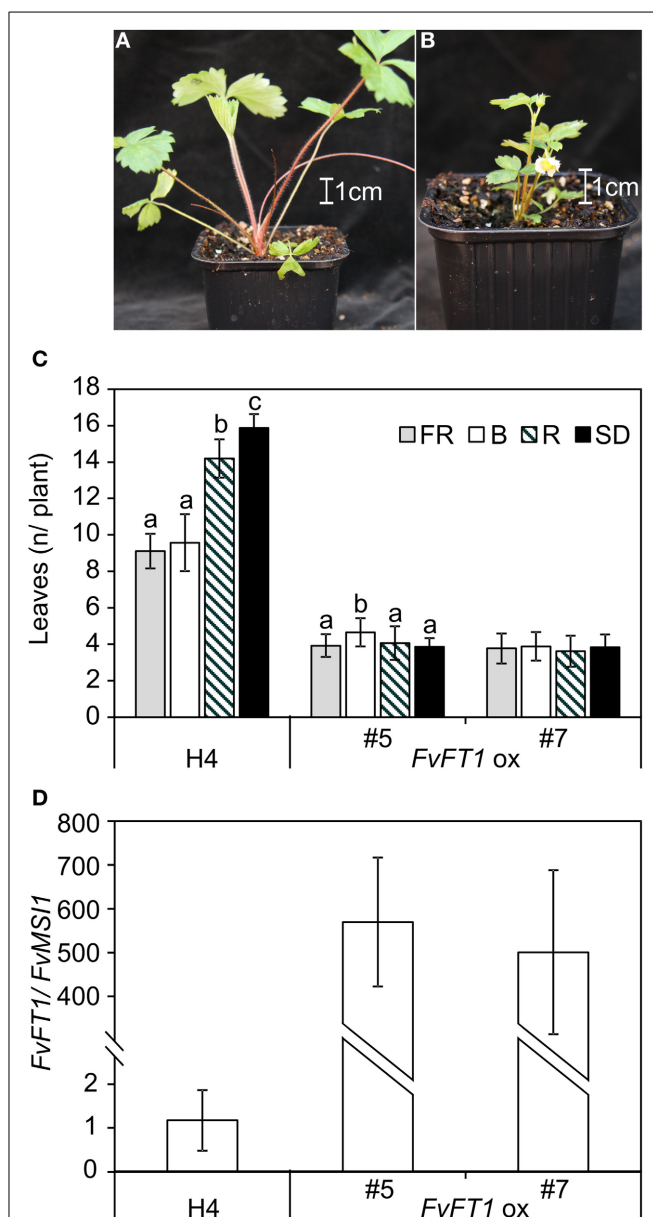 A
B
1cm
1cm
C
Leaves (n/ plant)
18
16
14
12
10
8
6
4
2
0
a
a
b
c
FR B R SD
a
b
a
a
#5 #7
H4 FvFT1 ox
D
FvFT1/ FvMSI1
800
700
600
500
400
2
1
0
#5 #7
H4 FvFT1 ox